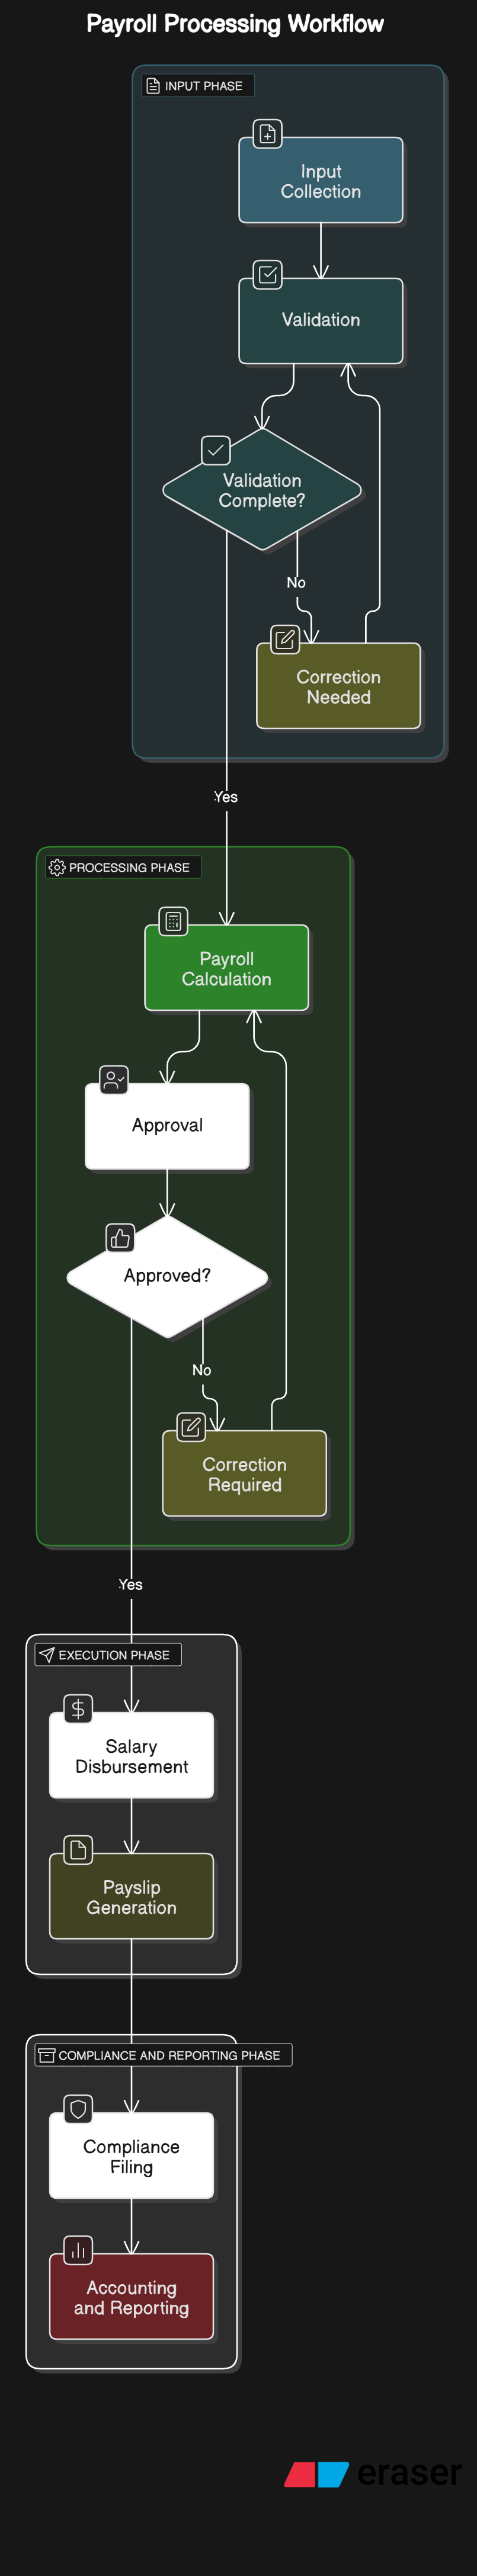 Payroll Processing Workflow
INPUT PHASE
Input
Collection
Validation
Validation
Complete?
No
Correction
Needed
Yes
PROCESSING PHASE
Payroll
Calculation
Approval
Approved?
No
Correction
Required
Yes
EXECUTION PHASE
Salary
Disbursement
Payslip
Generation
COMPLIANCE AND REPORTING PHASE
Compliance
Filing
Accounting
and Reporting
eraser